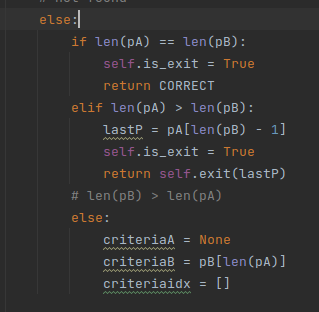 else:
if len(pA) == len(pB):
self.is_exit = True
return CORRECT
elif len(pA) > len(pB):
lastP = pA[len(pB) - 1]
self.is_exit = True
return self.exit(lastP)
# len(pB) > len(pA)
else:
criteriaA = None
criteriaB = pB[len(pA)]
criteriaidx = []